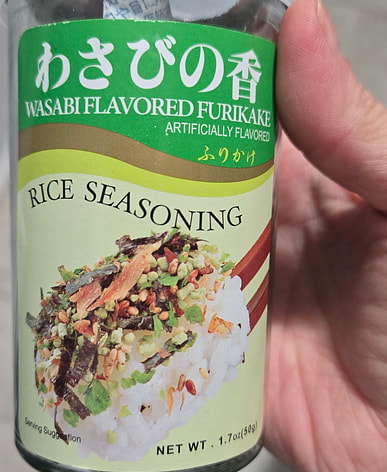 わさびの香
WASABI FLAVORED FURIKAKE
ARTIFICIALLY FLAVORED
ふりかけ
RICE SEASONING
Serving Suggestion
NET WT. 1.7oz(50g)